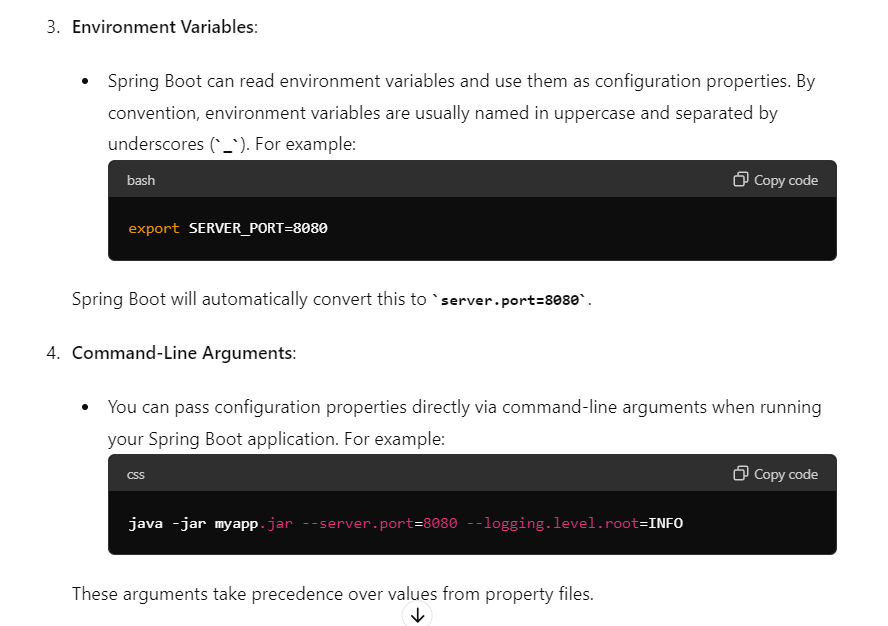 3. Environment Variables:
• Spring Boot can read environment variables and use them as configuration properties. By
convention, environment variables are usually named in uppercase and separated by
underscores (`_`). For example:
bash Copy code
export SERVER_PORT=8080
Spring Boot will automatically convert this to `server.port=8080`.
4. Command-Line Arguments:
• You can pass configuration properties directly via command-line arguments when running
your Spring Boot application. For example:
css Copy code
java -jar myapp.jar --server.port=8080 --logging.level.root=INFO
These arguments take precedence over values from property files.